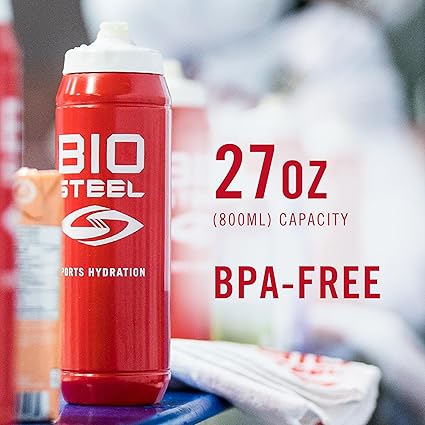 BIO
STEEL
SPORTS HYDRATION
27oz
(800ML) CAPACITY
BPA-FREE